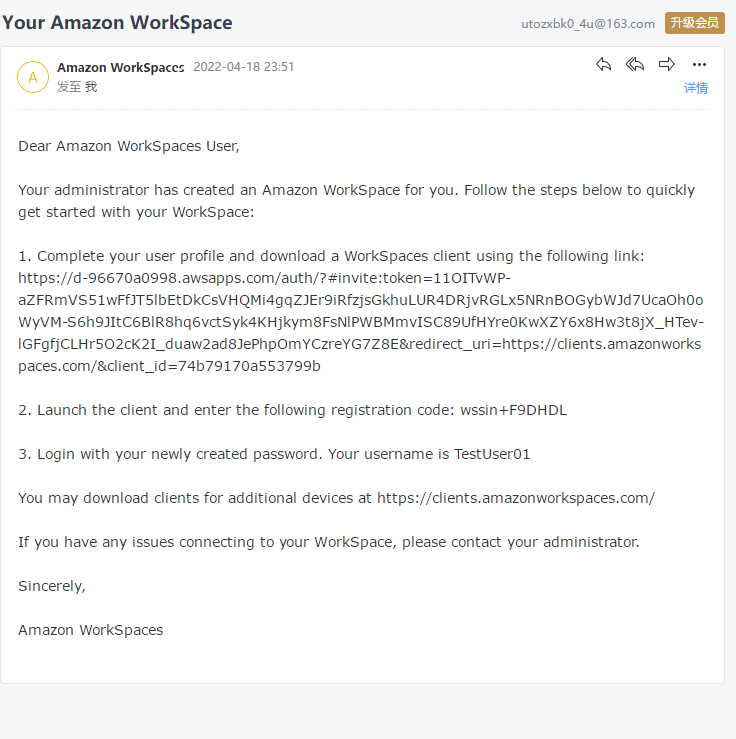 Your Amazon WorkSpace
utozxbk0_4u@163.com 升级会员
A
Amazon WorkSpaces 2022-04-18 23:51
发至 我
详情
Dear Amazon WorkSpaces User,
Your administrator has created an Amazon WorkSpace for you. Follow the steps below to quickly
get started with your WorkSpace:
1. Complete your user profile and download a WorkSpaces client using the following link:
https://d-96670a0998.awsapps.com/auth/?#invite:token=11OITvWP-
aZFRmVS51wFfJT5lbEtDkCsVHQMi4gqZJEr9iRfzjsGkhuLUR4DRjvRGLx5NRnBOGybWJd7UcaOh0o
WyVM-S6h9JItC6BlR8hq6vctSyk4KHjkym8FsNlPWBMmvISC89UfHYre0KwXZY6x8Hw3t8jX_HTev-
lGFgfjCLHr5O2cK2I_duaw2ad8JePhpOmYCzreYG7Z8E&redirect_uri=https://clients.amazonworks
paces.com/&client_id=74b79170a553799b
2. Launch the client and enter the following registration code: wssin+F9DHDL
3. Login with your newly created password. Your username is TestUser01
You may download clients for additional devices at https://clients.amazonworkspaces.com/
If you have any issues connecting to your WorkSpace, please contact your administrator.
Sincerely,
Amazon WorkSpaces